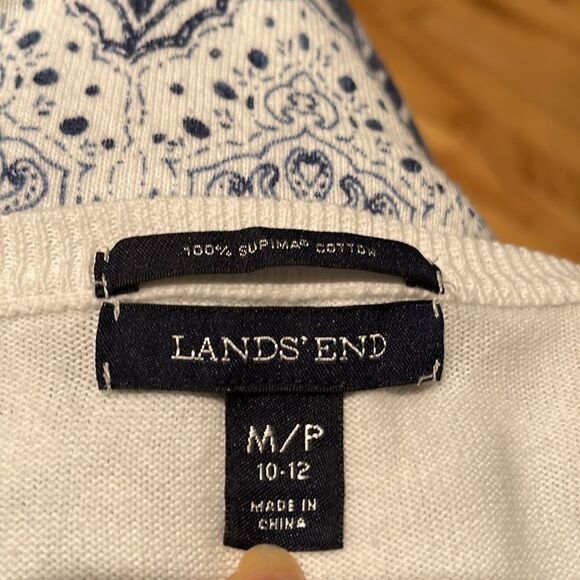 100% SUPIMA® COTTON
LANDS' END
M/P
10-12
MADE IN
CHINA